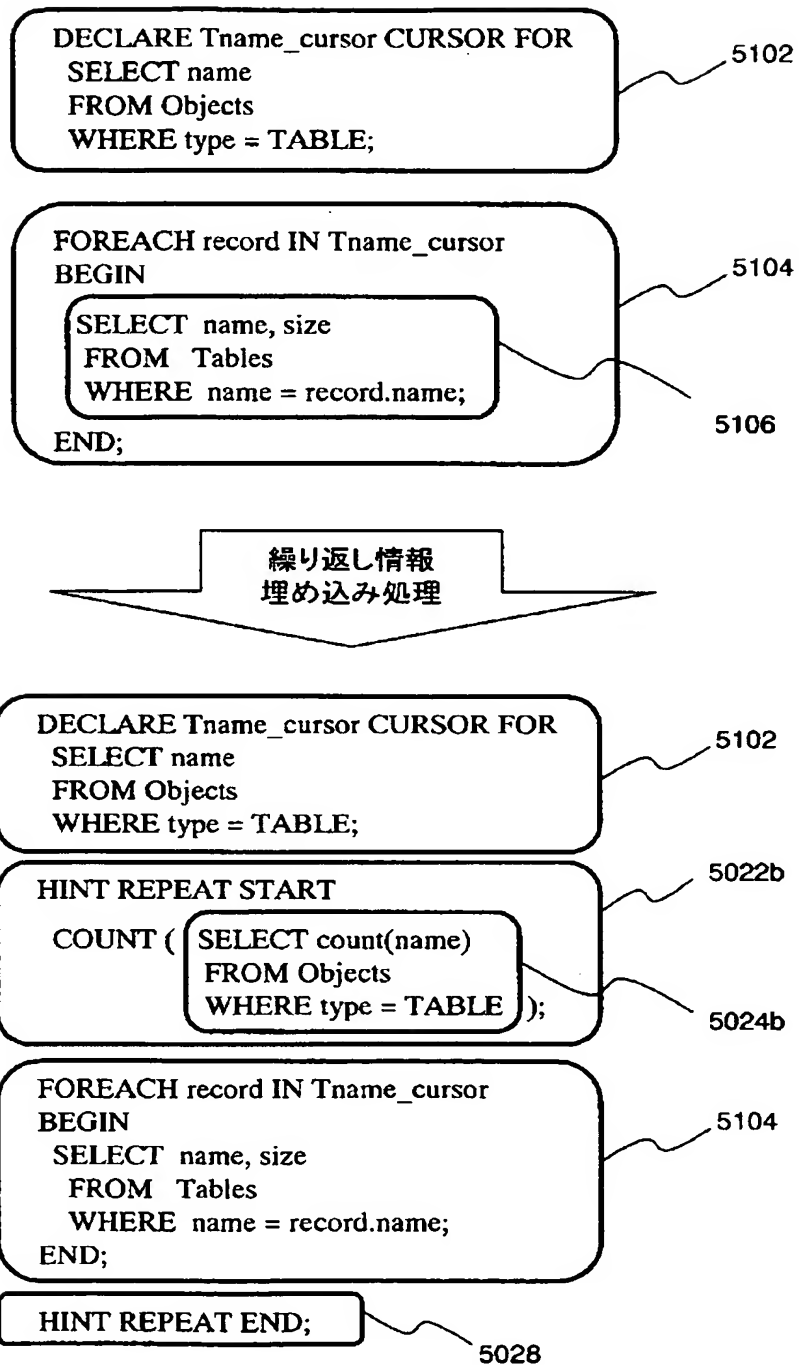 DECLARE Tname_cursor CURSOR FOR
SELECT name
FROM Objects
WHERE type = TABLE;
5102
FOREACH record IN Tname_cursor
BEGIN
SELECT name, size
FROM Tables
WHERE name = record.name;
END;
5104
5106
繰り返し情報
埋め込み処理
DECLARE Tname_cursor CURSOR FOR
SELECT name
FROM Objects
WHERE type = TABLE;
5102
HINT REPEAT START
COUNT ( SELECT count(name)
FROM Objects
WHERE type = TABLE );
5022b
5024b
FOREACH record IN Tname_cursor
BEGIN
SELECT name, size
FROM Tables
WHERE name = record.name;
END;
5104
HINT REPEAT END;
5028